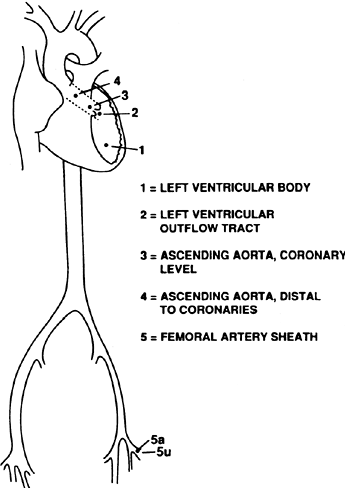 4
3
2
1
1 = LEFT VENTRICULAR BODY
2 = LEFT VENTRICULAR
OUTFLOW TRACT
3 = ASCENDING AORTA, CORONARY
LEVEL
4 = ASCENDING AORTA, DISTAL
TO CORONARIES
5 = FEMORAL ARTERY SHEATH
5a
5u